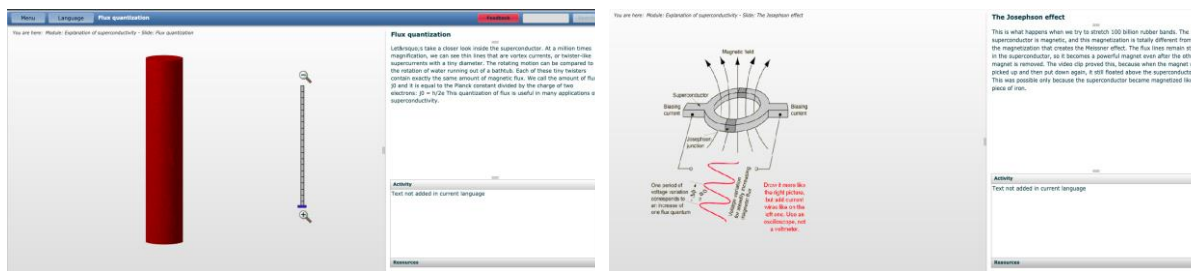 Menu Language Flux quantization Feedback
You are here: Module: Explanation of superconductivity - Slide: Flux quantization
Flux quantization
Let&rsquo;s take a closer look inside the superconductor. At a million times
magnification, we can see thin lines that are vortex currents, or twister-like
supercurrents with a tiny diameter. The rotating motion can be compared to
the rotation of water running out of a bathtub. Each of these tiny twisters
contain exactly the same amount of magnetic flux. We call the amount of flu
J0 and it is equal to the Planck constant divided by the charge of two
electrons: J0 = h/2e This quantization of flux is useful in many applications o
superconductivity.
Activity
Text not added in current language
Resources
You are here: Module: Explanation of superconductivity - Slide: The Josephson effect
Magnetic field
Superconductor
Biasing
current
Biasing
current
Josephson
junction
One period of
voltage variation
corresponds to
an increase of
one flux quantum
Voltage variation
for steadily increasing
magnetic flux
Draw it more like
the right picture,
but add current
wires like on the
left one. Use an
oscilloscope, not
a voltmeter.
The Josephson effect
This is what happens when we try to stretch 100 billion rubber bands. The
superconductor is magnetic, and this magnetization is totally different from
the magnetization that creates the Meissner effect. The flux lines remain st
in the superconductor, so it becomes a powerful magnet even after the oth
magnet is removed. The video clip proved this, because when the magnet
picked up and then put down again, it still floated above the superconducto
This was possible only because the superconductor became magnetized like
piece of iron.
Activity
Text not added in current language
Resources